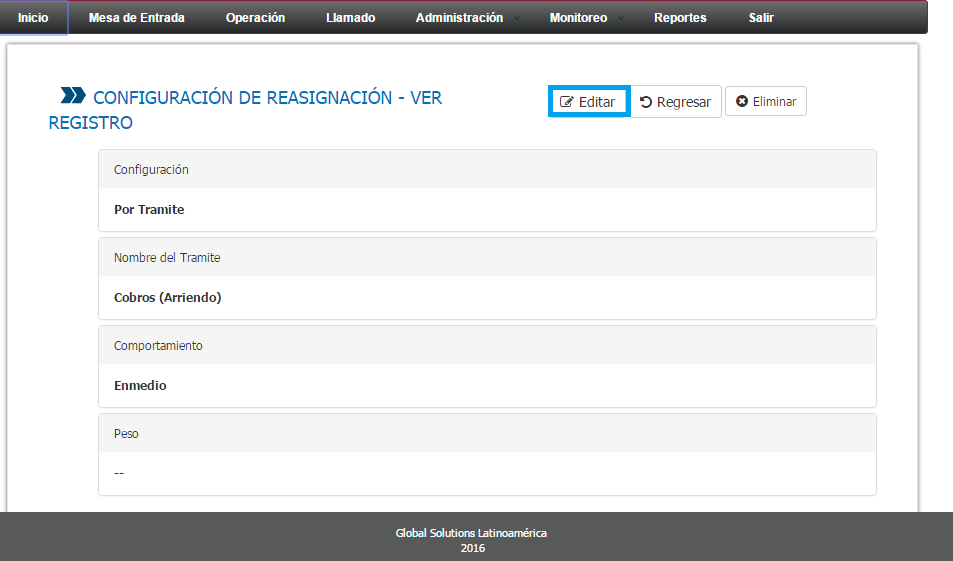 Inicio Mesa de Entrada Operación Llamado Administración Monitoreo Reportes Salir
CONFIGURACIÓN DE REASIGNACIÓN - VER
REGISTRO
Editar Regresar Eliminar
Configuración
Por Tramite
Nombre del Tramite
Cobros (Arriendo)
Comportamiento
Enmedio
Peso
--
Global Solutions Latinoamérica
2016